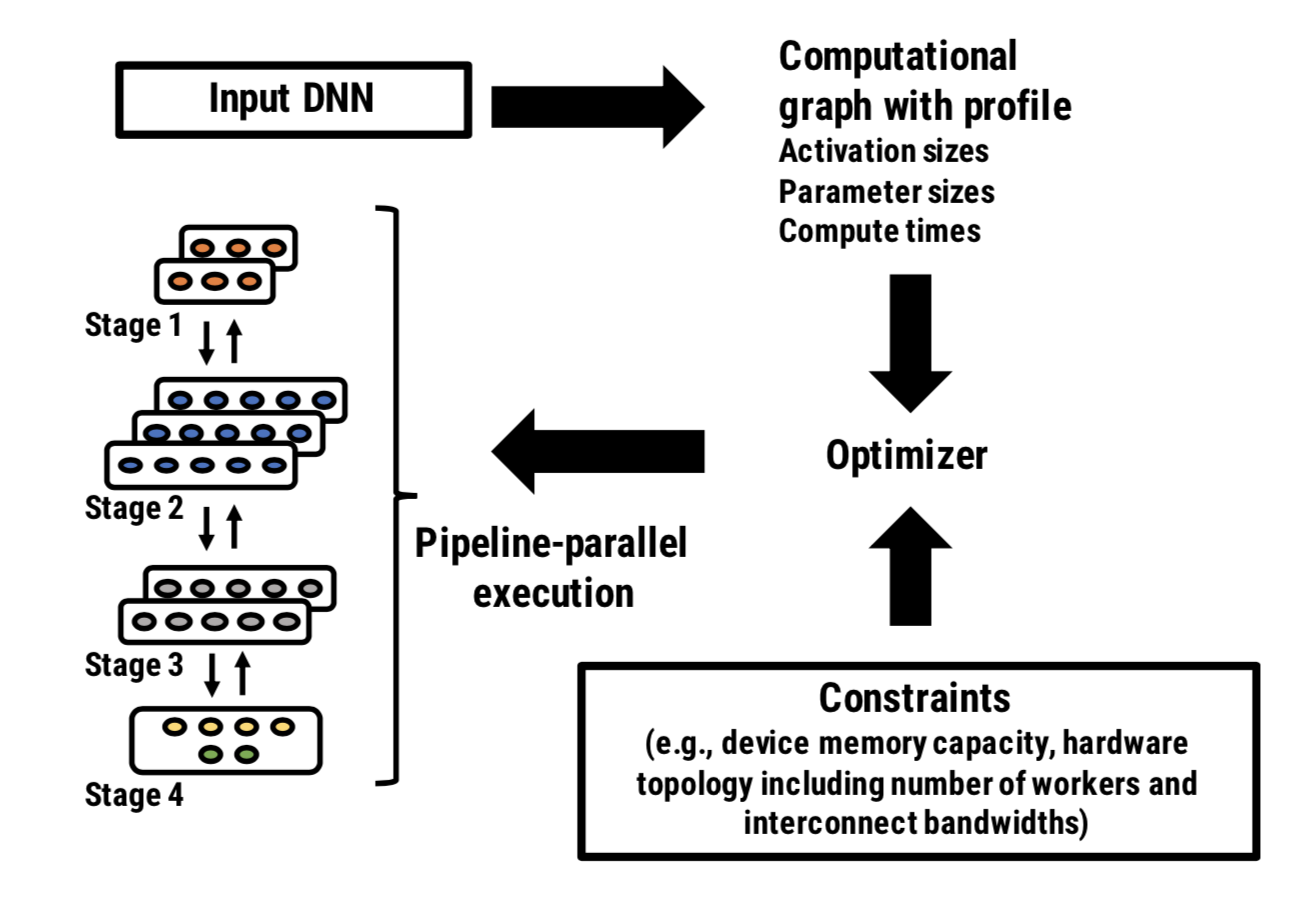 Input DNN
Computational
graph with profile
Activation sizes
Parameter sizes
Compute times
Optimizer
Constraints
(e.g., device memory capacity, hardware
topology including number of workers and
interconnect bandwidths)
Pipeline-parallel
execution
Stage 1
Stage 2
Stage 3
Stage 4